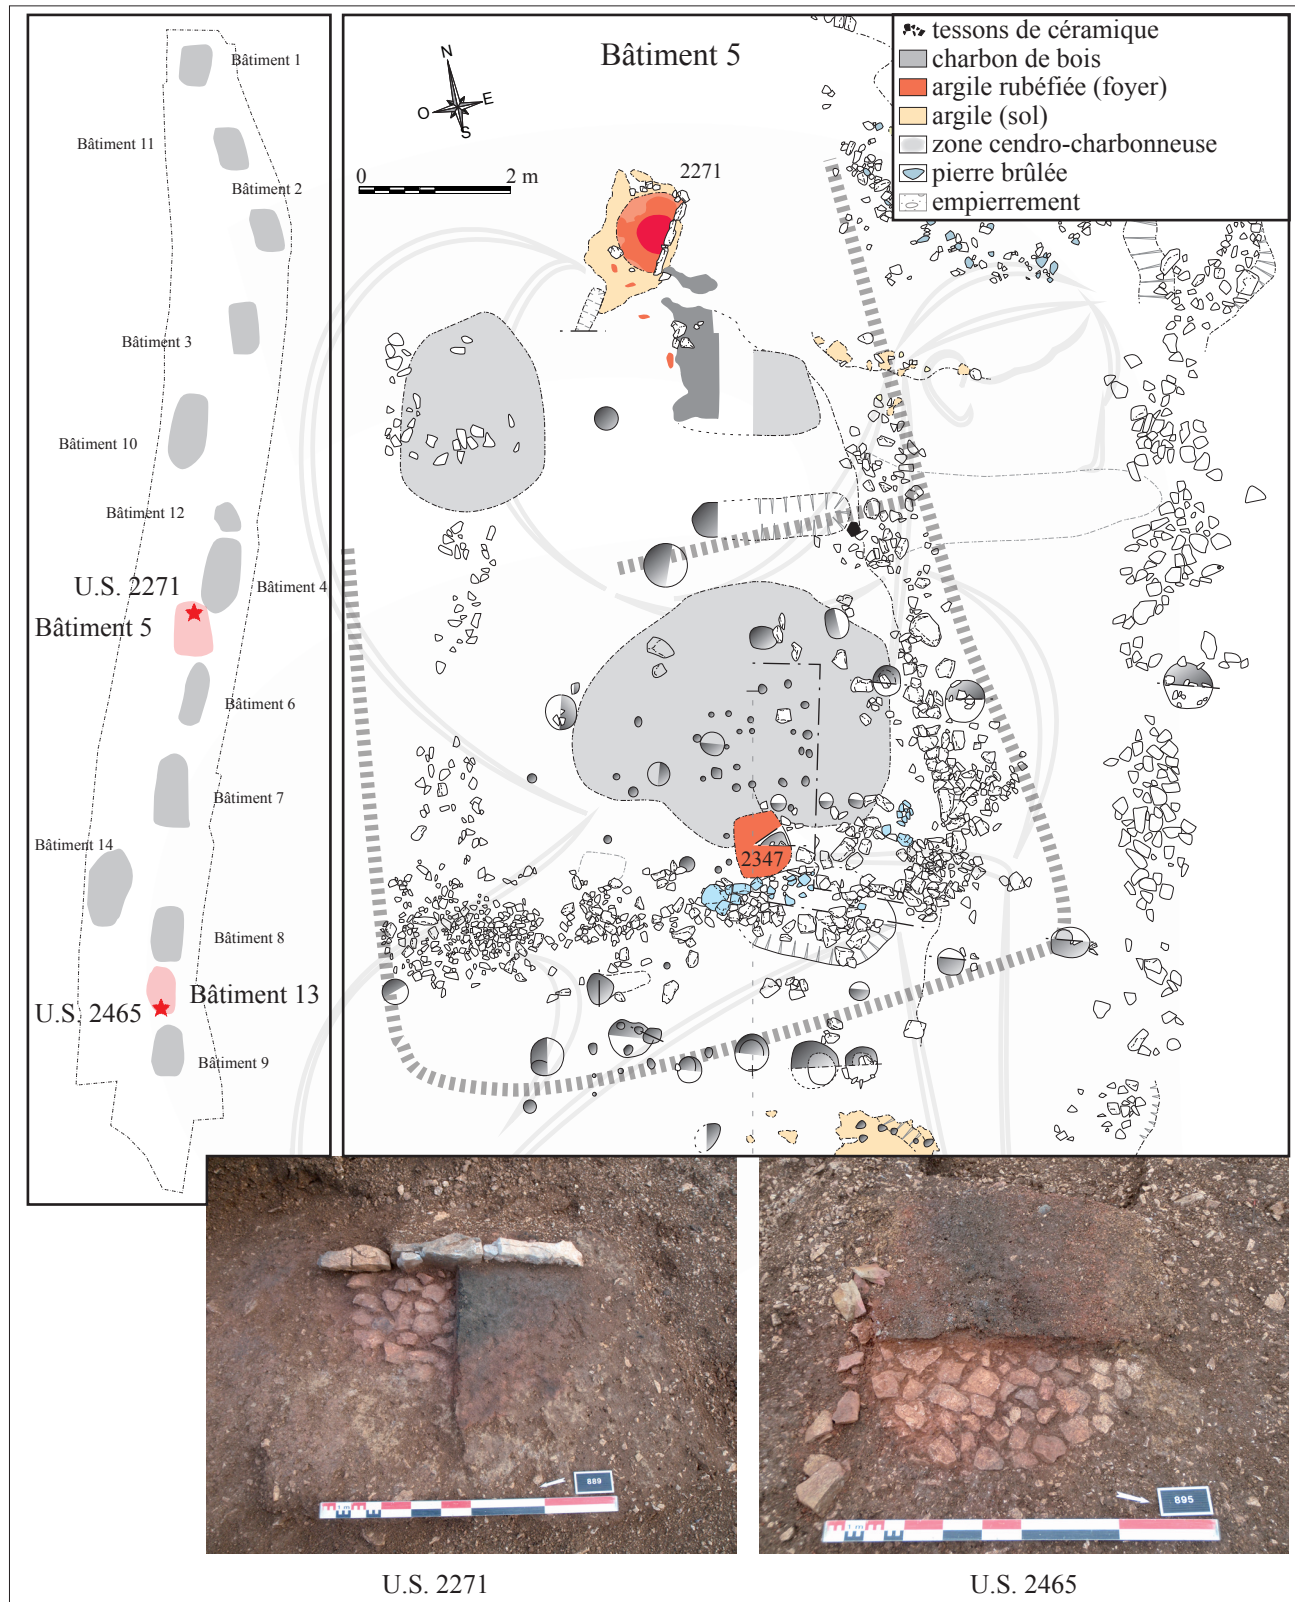 Bâtiment 1
Bâtiment 11
Bâtiment 2
Bâtiment 3
Bâtiment 10
Bâtiment 12
U.S. 2271
Bâtiment 4
Bâtiment 5
Bâtiment 6
Bâtiment 7
Bâtiment 14
Bâtiment 8
Bâtiment 13
U.S. 2465
Bâtiment 9
Bâtiment 5
N
O
E
S
0
2 m
2271
2347
tessons de céramique
charbon de bois
argile rubéfiée (foyer)
argile (sol)
zone cendro-charbonneuse
pierre brûlée
empierrement
1 m
889
1 m
895
U.S. 2271
U.S. 2465